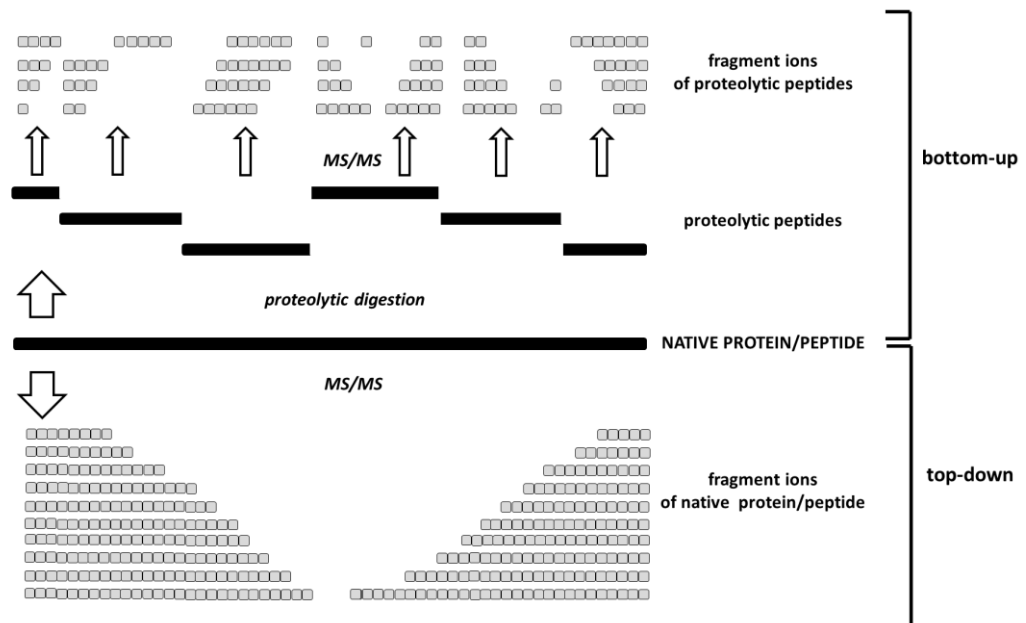 fragment ions
of proteolytic peptides
MS/MS
bottom-up
proteolytic peptides
proteolytic digestion
NATIVE PROTEIN/PEPTIDE
MS/MS
fragment ions
of native protein/peptide
top-down